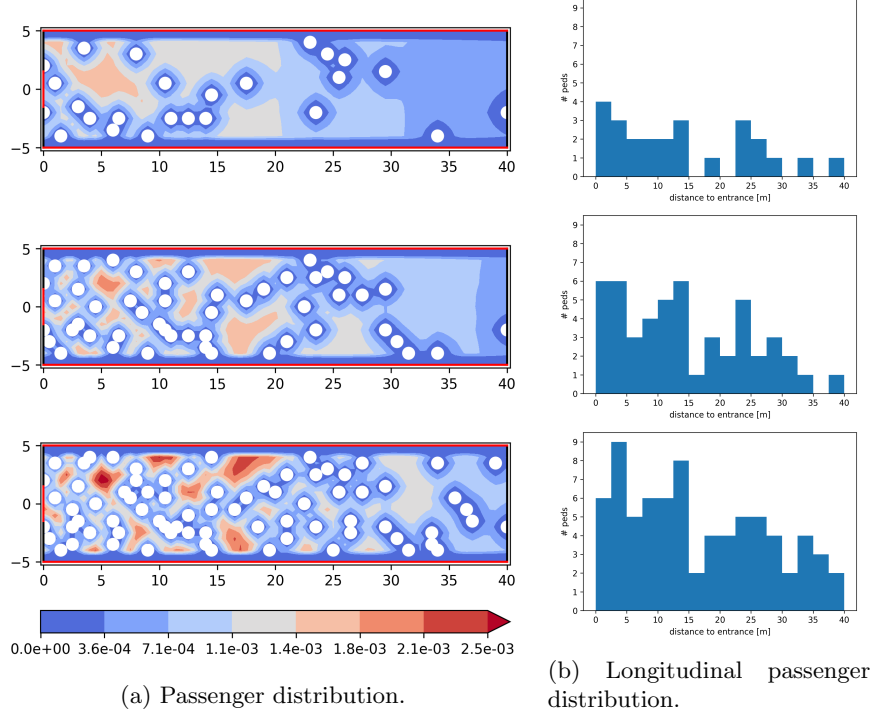 5
0
−5
0 5 10 15 20 25 30 35 40
9
8
7
6
5
4
3
2
1
0
# peds
0 5 10 15 20 25 30 35 40
distance to entrance [m]
5
0
−5
0 5 10 15 20 25 30 35 40
9
8
7
6
5
4
3
2
1
0
# peds
0 5 10 15 20 25 30 35 40
distance to entrance [m]
5
0
−5
0 5 10 15 20 25 30 35 40
9
8
7
6
5
4
3
2
1
0
# peds
0 5 10 15 20 25 30 35 40
distance to entrance [m]
0.0e+00 3.6e-04 7.1e-04 1.1e-03 1.4e-03 1.8e-03 2.1e-03 2.5e-03
(a) Passenger distribution.
(b) Longitudinal passenger
distribution.